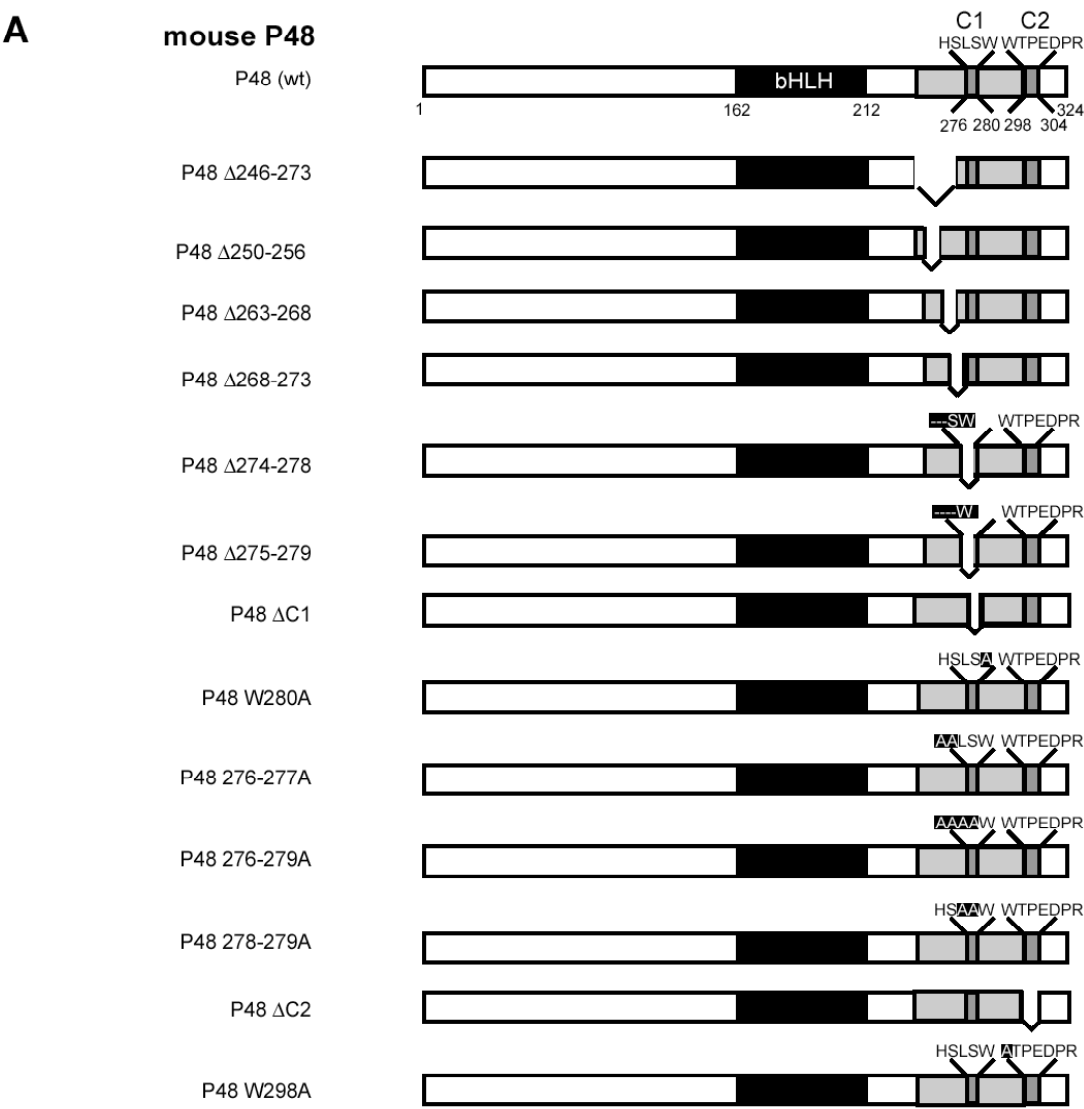 A
mouse P48
C1 C2
HSLSW WTPEDPR
P48 (wt)
bHLH
1 162 212 276 280 298 304 324
P48 Δ246-273
P48 Δ250-256
P48 Δ263-268
P48 Δ268-273
---SW WTPEDPR
P48 Δ274-278
----W WTPEDPR
P48 Δ275-279
P48 ΔC1
HSLSA WTPEDPR
P48 W280A
AALSW WTPEDPR
P48 276-277A
AAAAW WTPEDPR
P48 276-279A
HSAAW WTPEDPR
P48 278-279A
P48 ΔC2
HSLSW ATPEDPR
P48 W298A